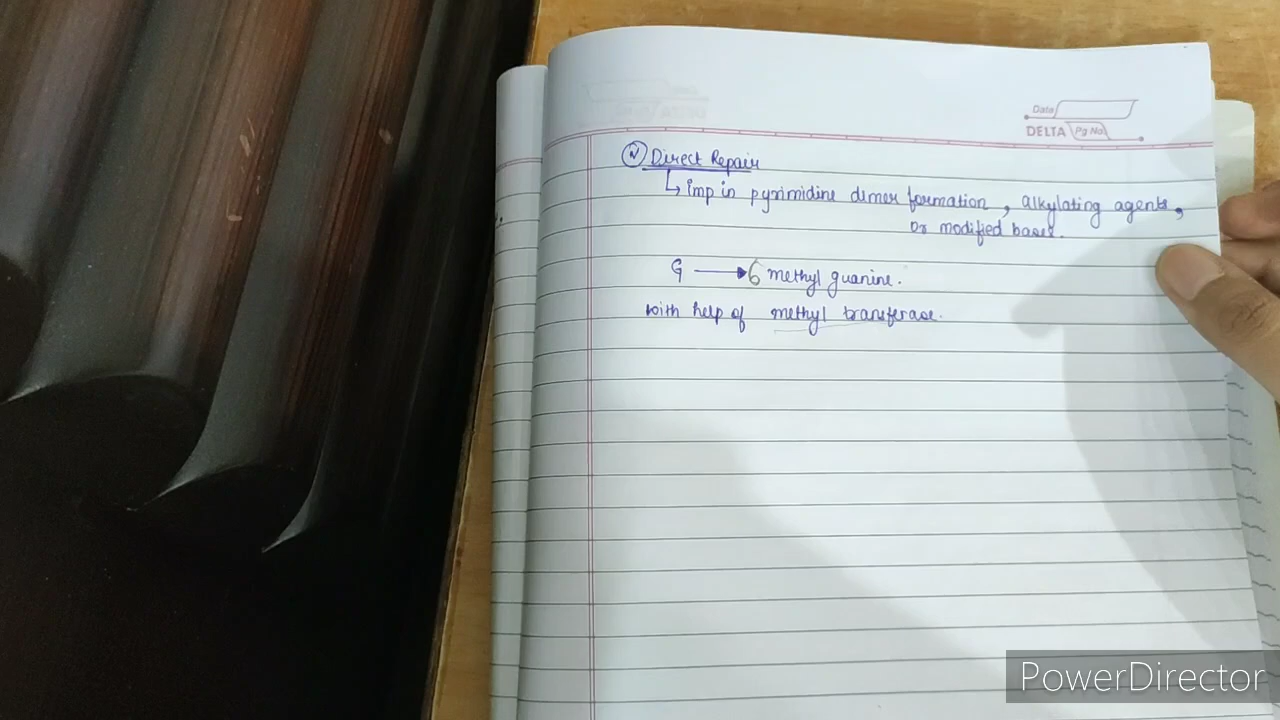 Date
DELTA Pg No
IV Direct Repair
↳ imp in pyrimidine dimer formation, alkylating agents,
or modified bases.
G → 6 methyl guanine.
with help of methyl transferase.
PowerDirector